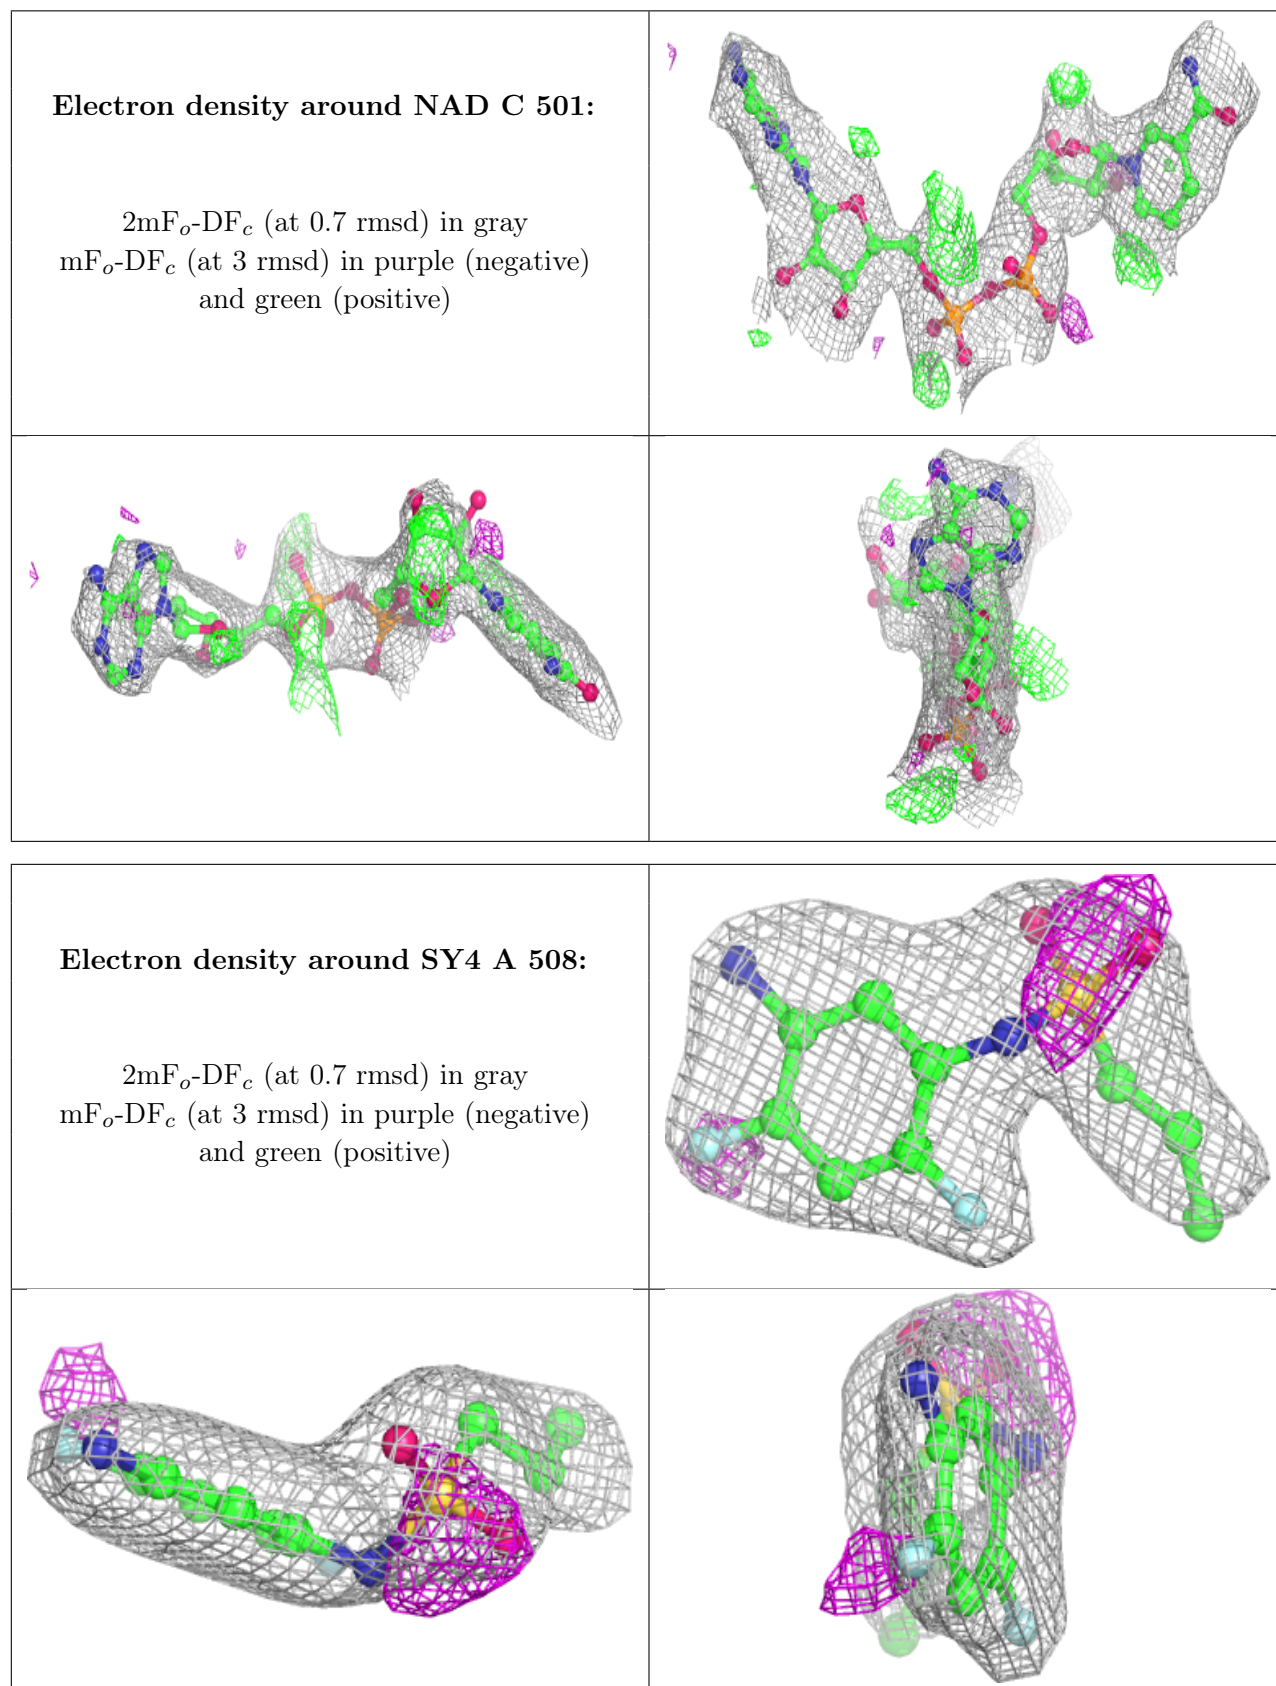 Electron density around NAD C 501:
2mFo-DFc (at 0.7 rmsd) in gray
mFo-DFc (at 3 rmsd) in purple (negative)
and green (positive)
Electron density around SY4 A 508:
2mFo-DFc (at 0.7 rmsd) in gray
mFo-DFc (at 3 rmsd) in purple (negative)
and green (positive)